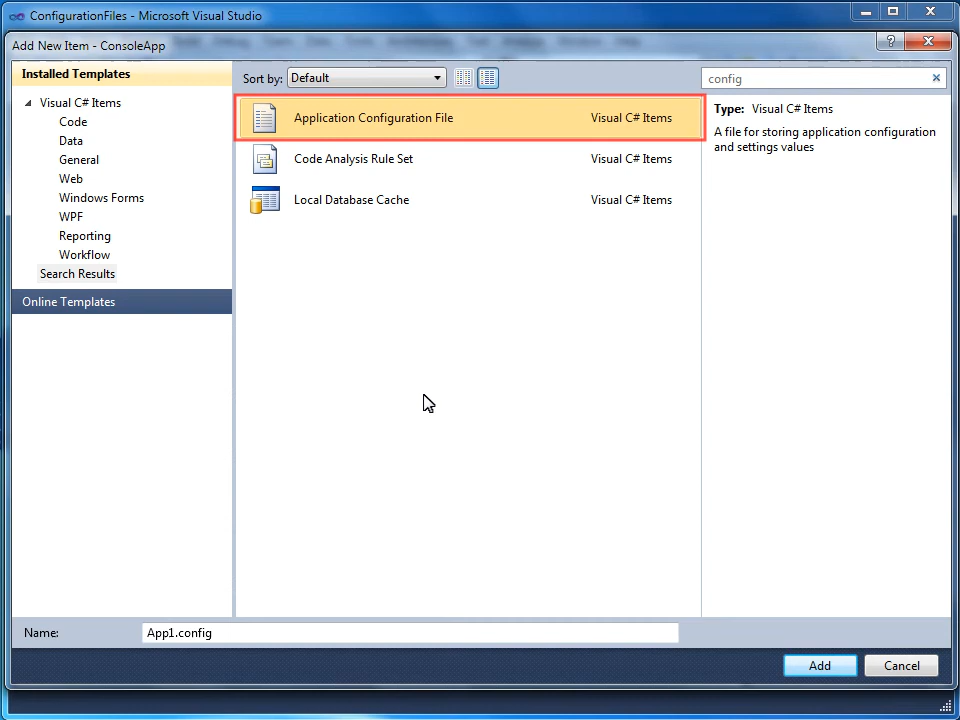 ConfigurationFiles - Microsoft Visual Studio
Add New Item - ConsoleApp
Installed Templates
Visual C# Items
Code
Data
General
Web
Windows Forms
WPF
Reporting
Workflow
Search Results
Online Templates
Sort by: Default
Application Configuration File Visual C# Items
Code Analysis Rule Set Visual C# Items
Local Database Cache Visual C# Items
config
Type: Visual C# Items
A file for storing application configuration
and settings values
Name: App1.config
Add Cancel